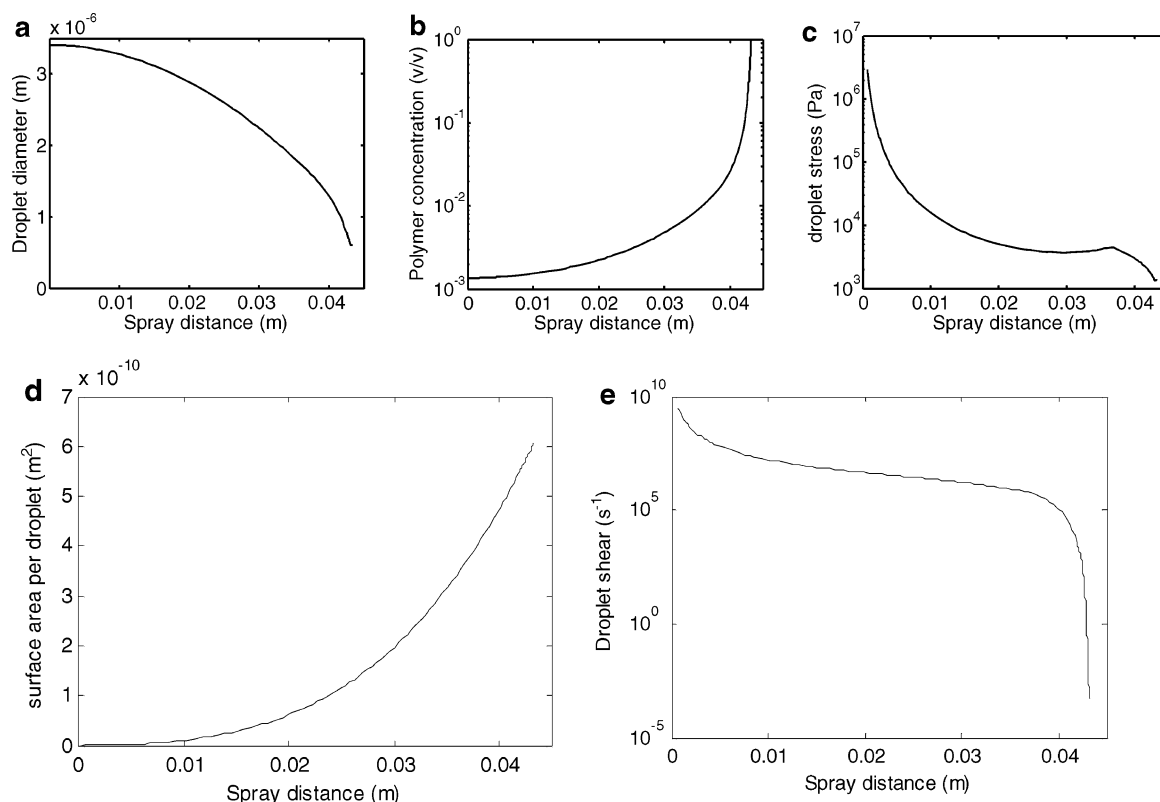 a
x 10-6
Droplet diameter (m)
3
2
1
0
0.01 0.02 0.03 0.04
Spray distance (m)
b
Polymer concentration (v/v)
10^0
10^-1
10^-2
10^-3
0 0.02 0.04
Spray distance (m)
c
droplet stress (Pa)
10^7
10^6
10^5
10^4
10^3
0 0.01 0.02 0.03 0.04
Spray distance (m)
d
x 10^-10
surface area per droplet (m^2)
7
6
5
4
3
2
1
0
0 0.01 0.02 0.03 0.04
Spray distance (m)
e
Droplet shear (s^-1)
10^10
10^5
10^0
10^-5
0 0.01 0.02 0.03 0.04
Spray distance (m)